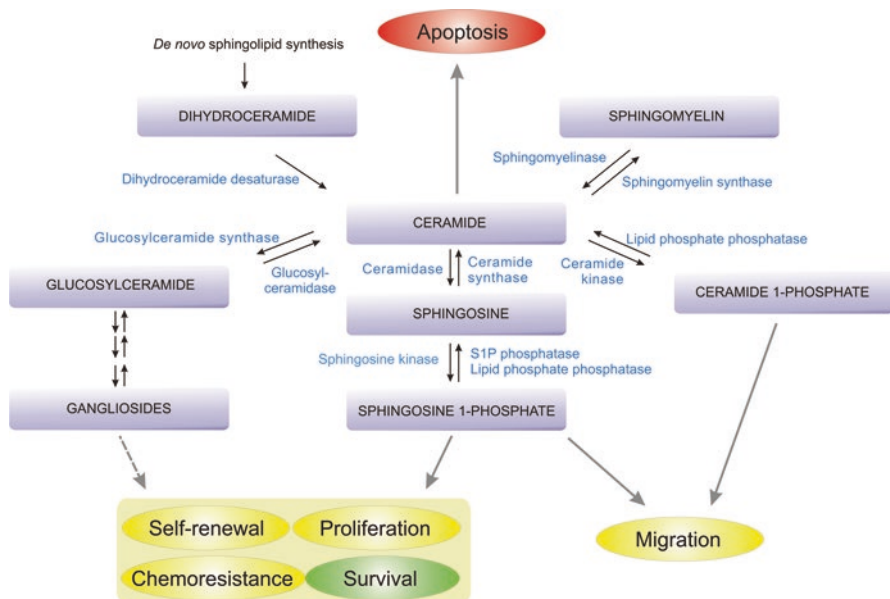 Apoptosis
De novo sphingolipid synthesis
DIHYDROCERAMIDE
SPHINGOMYELIN
Sphingomyelinase
Dihydroceramide desaturase
Sphingomyelin synthase
CERAMIDE
Glucosylceramide synthase
Lipid phosphate phosphatase
Glucosyl-
ceramidase
Ceramidase
Ceramide
synthase
Ceramide
kinase
GLUCOSYLCERAMIDE
CERAMIDE 1-PHOSPHATE
SPHINGOSINE
Sphingosine kinase
S1P phosphatase
Lipid phosphate phosphatase
GANGLIOSIDES
SPHINGOSINE 1-PHOSPHATE
Self-renewal
Proliferation
Migration
Chemoresistance
Survival